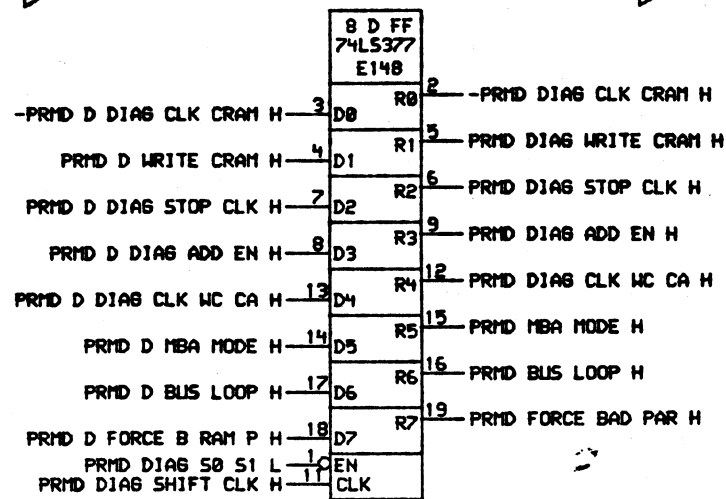 8 D FF
74LS377
E148
-PRMD D DIAG CLK CRAM H 3 D0 R0 2 -PRMD DIAG CLK CRAM H
PRMD D WRITE CRAM H 4 D1 R1 5 PRMD DIAG WRITE CRAM H
PRMD D DIAG STOP CLK H 7 D2 R2 6 PRMD DIAG STOP CLK H
PRMD D DIAG ADD EN H 8 D3 R3 9 PRMD DIAG ADD EN H
PRMD D DIAG CLK WC CA H 13 D4 R4 12 PRMD DIAG CLK WC CA H
PRMD D MBA MODE H 14 D5 R5 15 PRMD MBA MODE H
PRMD D BUS LOOP H 17 D6 R6 16 PRMD BUS LOOP H
PRMD D FORCE B RAM P H 18 D7 R7 19 PRMD FORCE BAD PAR H
PRMD DIAG S0 S1 L 1 EN
PRMD DIAG SHIFT CLK H 11 CLK